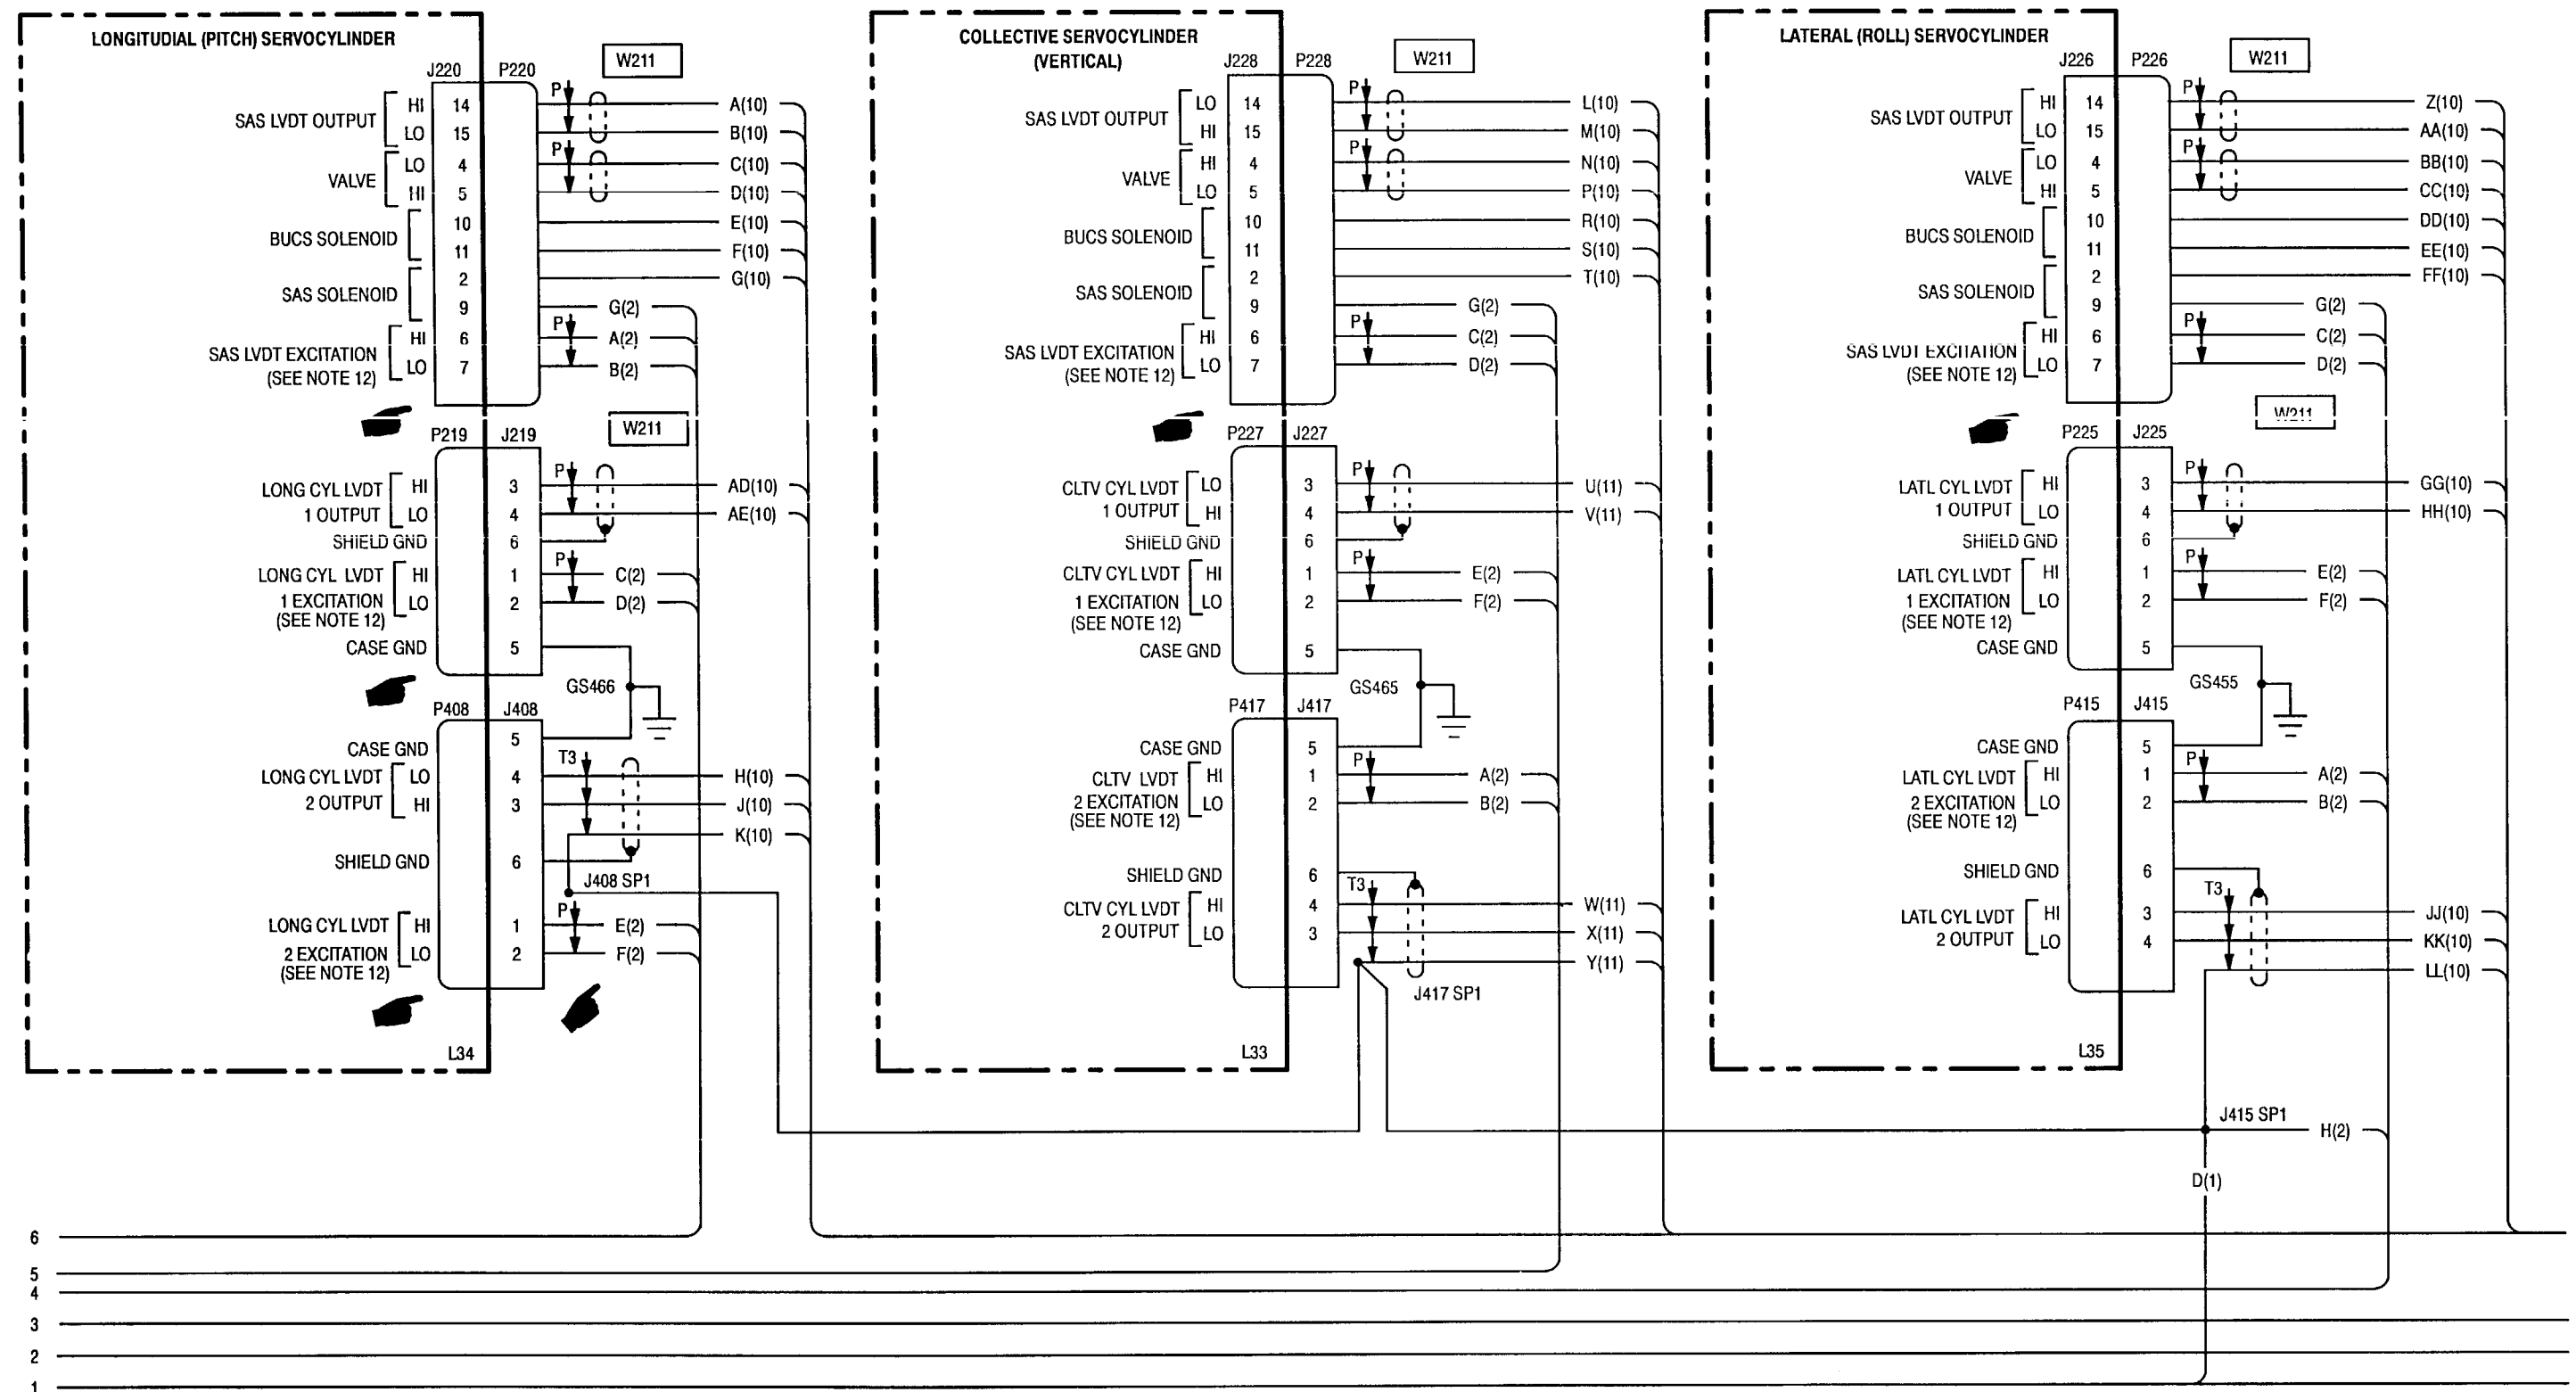 LONGITUDIAL (PITCH) SERVOCYLINDER
W211
J220 P220
SAS LVDT OUTPUT
HI 14 P A(10)
LO 15 B(10)
VALVE
LO 4 P C(10)
HI 5 D(10)
BUCS SOLENOID
10 E(10)
11 F(10)
SAS SOLENOID
2 G(10)
9 G(2)
SAS LVDT EXCITATION
(SEE NOTE 12)
HI 6 P A(2)
LO 7 B(2)
W211
P219 J219
LONG CYL LVDT HI 3 P AD(10)
1 OUTPUT LO 4 AE(10)
SHIELD GND 6
LONG CYL LVDT HI 1 P C(2)
1 EXCITATION LO 2 D(2)
(SEE NOTE 12)
CASE GND 5
GS466
P408 J408
CASE GND 5
LONG CYL LVDT LO 4 T3 H(10)
2 OUTPUT HI 3 J(10)
K(10)
SHIELD GND 6
J408 SP1
LONG CYL LVDT HI 1 P E(2)
2 EXCITATION LO 2 F(2)
(SEE NOTE 12)
L34
COLLECTIVE SERVOCYLINDER
(VERTICAL)
W211
J228 P228
SAS LVDT OUTPUT
LO 14 P L(10)
HI 15 M(10)
VALVE
HI 4 P N(10)
LO 5 P(10)
BUCS SOLENOID
10 R(10)
11 S(10)
SAS SOLENOID
2 T(10)
9 G(2)
SAS LVDT EXCITATION
(SEE NOTE 12)
HI 6 P C(2)
LO 7 D(2)
P227 J227
CLTV CYL LVDT LO 3 P U(11)
1 OUTPUT HI 4 V(11)
SHIELD GND 6
CLTV CYL LVDT HI 1 P E(2)
1 EXCITATION LO 2 F(2)
(SEE NOTE 12)
CASE GND 5
GS465
P417 J417
CASE GND 5
CLTV LVDT HI 1 P A(2)
2 EXCITATION LO 2 B(2)
(SEE NOTE 12)
SHIELD GND 6
CLTV CYL LVDT HI 4 T3 W(11)
2 OUTPUT LO 3 X(11)
Y(11)
J417 SP1
L33
LATERAL (ROLL) SERVOCYLINDER
W211
J226 P226
SAS LVDT OUTPUT
HI 14 P Z(10)
LO 15 AA(10)
VALVE
LO 4 P BB(10)
HI 5 CC(10)
BUCS SOLENOID
10 DD(10)
11 EE(10)
SAS SOLENOID
2 FF(10)
9 G(2)
SAS LVDT EXCITATION
(SEE NOTE 12)
HI 6 P C(2)
LO 7 D(2)
W211
P225 J225
LATL CYL LVDT HI 3 P GG(10)
1 OUTPUT LO 4 HH(10)
SHIELD GND 6
LATL CYL LVDT HI 1 P E(2)
1 EXCITATION LO 2 F(2)
(SEE NOTE 12)
CASE GND 5
GS455
P415 J415
CASE GND 5
LATL CYL LVDT HI 1 P A(2)
2 EXCITATION LO 2 B(2)
(SEE NOTE 12)
SHIELD GND 6
LATL CYL LVDT HI 3 T3 JJ(10)
2 OUTPUT LO 4 KK(10)
LL(10)
L35
J415 SP1
H(2)
D(1)
6
5
4
3
2
1